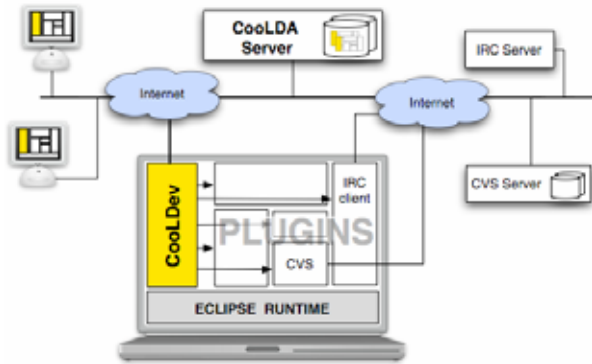 CooLDA
Server
IRC Server
Internet
Internet
CVS Server
CooLDev
IRC
client
PLUGINS
CVS
ECLIPSE RUNTIME